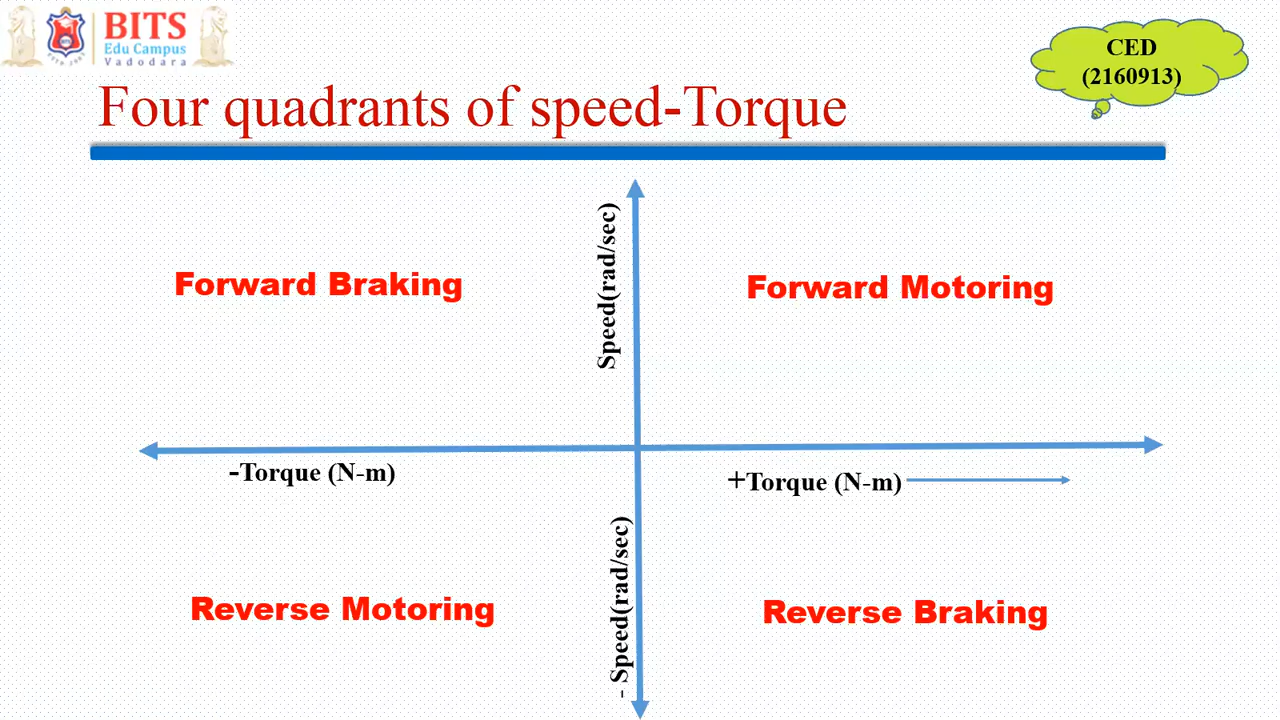 BITS
Edu Campus
Vadodara
CED
(2160913)
Four quadrants of speed-Torque
Speed(rad/sec)
Forward Braking
Forward Motoring
-Torque (N-m)
+Torque (N-m)
- Speed(rad/sec)
Reverse Motoring
Reverse Braking